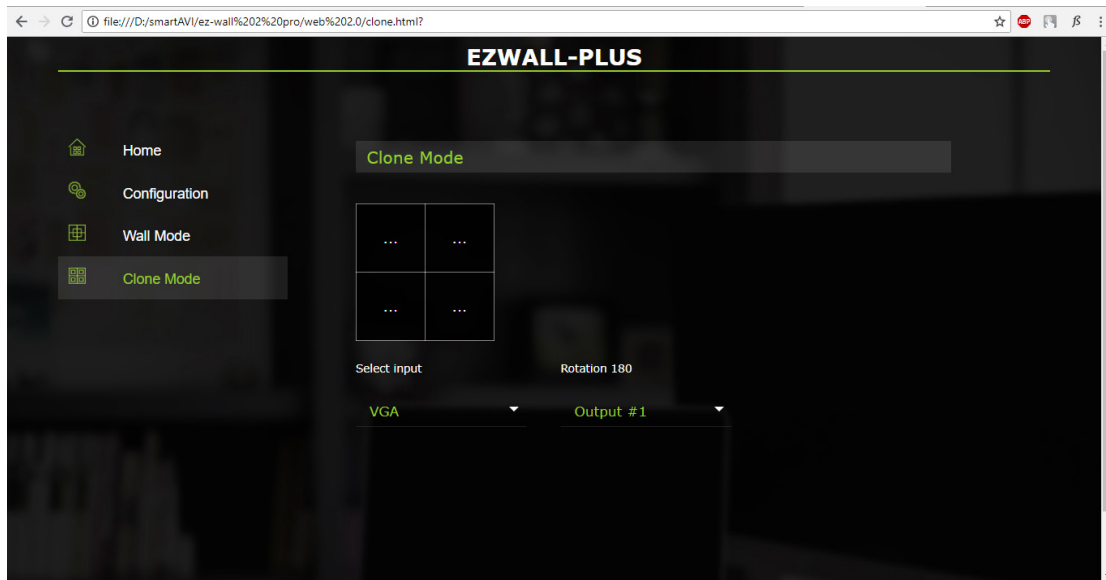 file:///D:/smartAVI/ez-wall%202%20pro/web%202.0/clone.html?
ABP
EZWALL-PLUS
Home
Configuration
Wall Mode
Clone Mode
Clone Mode
... ...
... ...
Select input Rotation 180
VGA Output #1